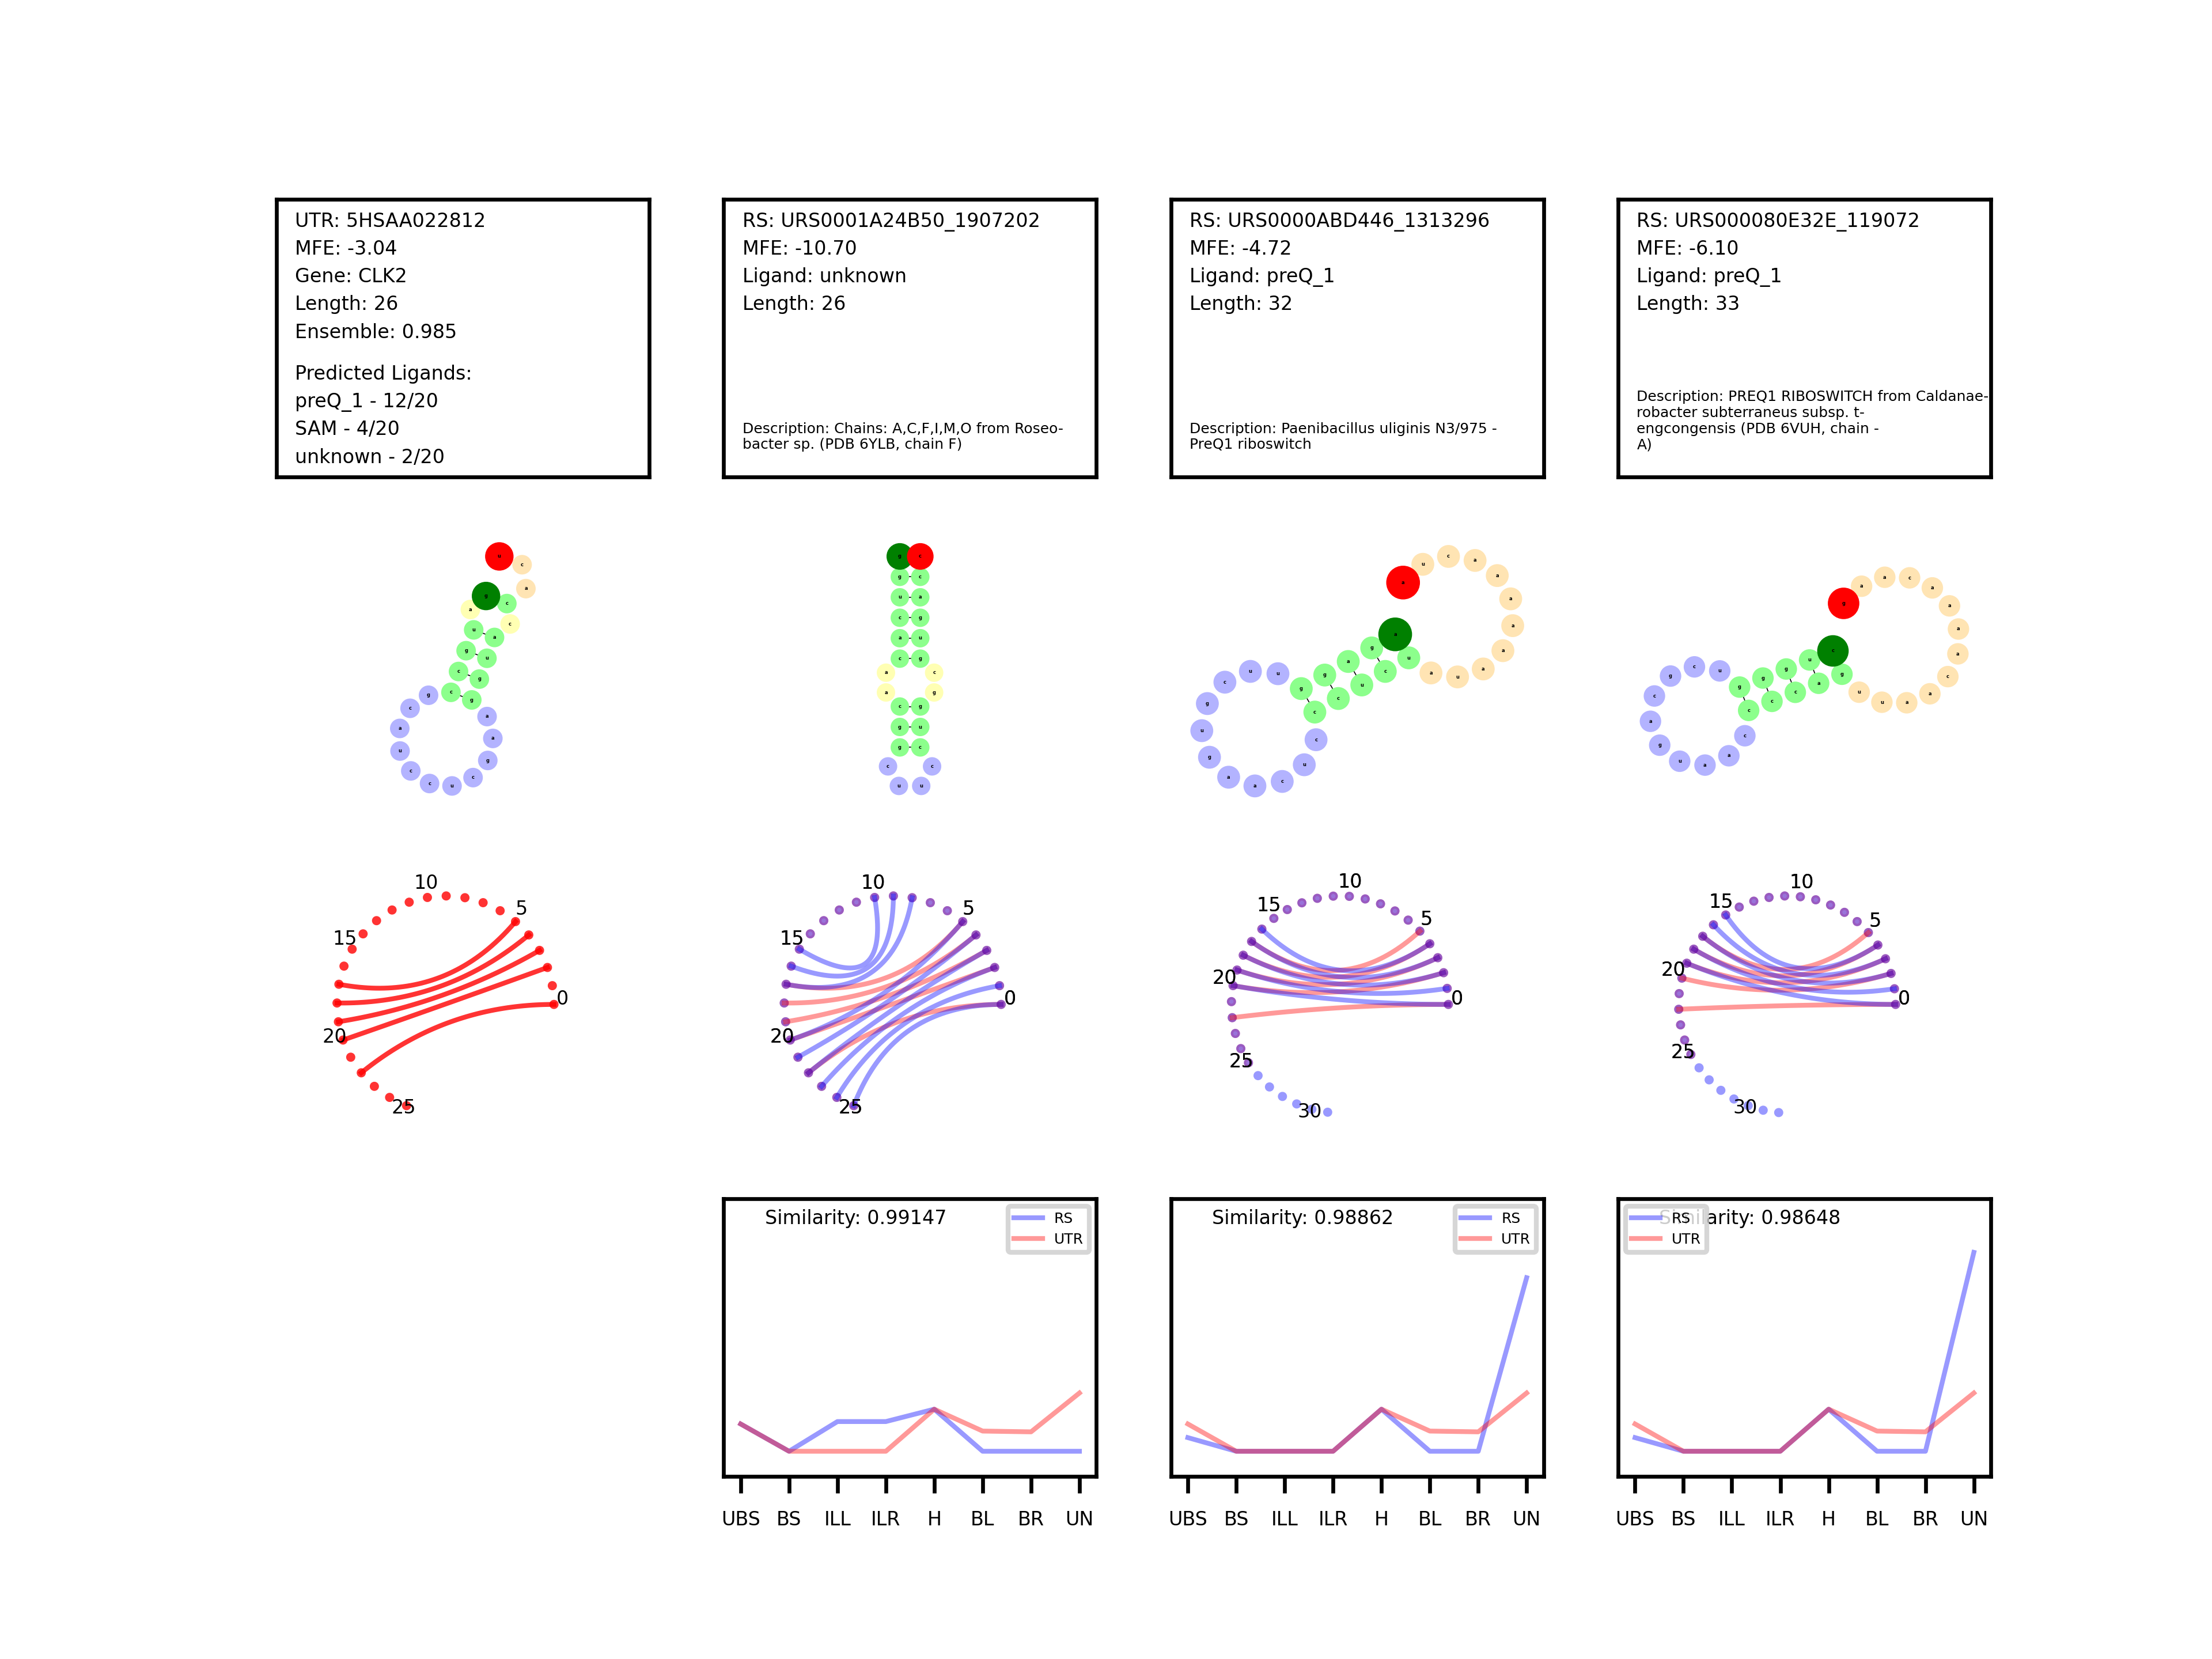 UTR: 5HSAA022812
MFE: -3.04
Gene: CLK2
Length: 26
Ensemble: 0.985
Predicted Ligands:
preQ_1 - 12/20
SAM - 4/20
unknown - 2/20
RS: URS0001A24B50_1907202
MFE: -10.70
Ligand: unknown
Length: 26
Description: Chains: A,C,F,I,M,O from Roseo-
bacter sp. (PDB 6YLB, chain F)
RS: URS0000ABD446_1313296
MFE: -4.72
Ligand: preQ_1
Length: 32
Description: Paenibacillus uliginis N3/975 -
PreQ1 riboswitch
RS: URS000080E32E_119072
MFE: -6.10
Ligand: preQ_1
Length: 33
Description: PREQ1 RIBOSWITCH from Caldanae-
robacter subterraneus subsp. t-
engcongensis (PDB 6VUH, chain -
A)
0
5
10
15
20
25
0
5
10
15
20
25
0
5
10
15
20
25
30
0
5
10
15
20
25
30
Similarity: 0.99147
RS
UTR
UBS BS ILL ILR H BL BR UN
Similarity: 0.98862
RS
UTR
UBS BS ILL ILR H BL BR UN
Similarity: 0.98648
RS
UTR
UBS BS ILL ILR H BL BR UN